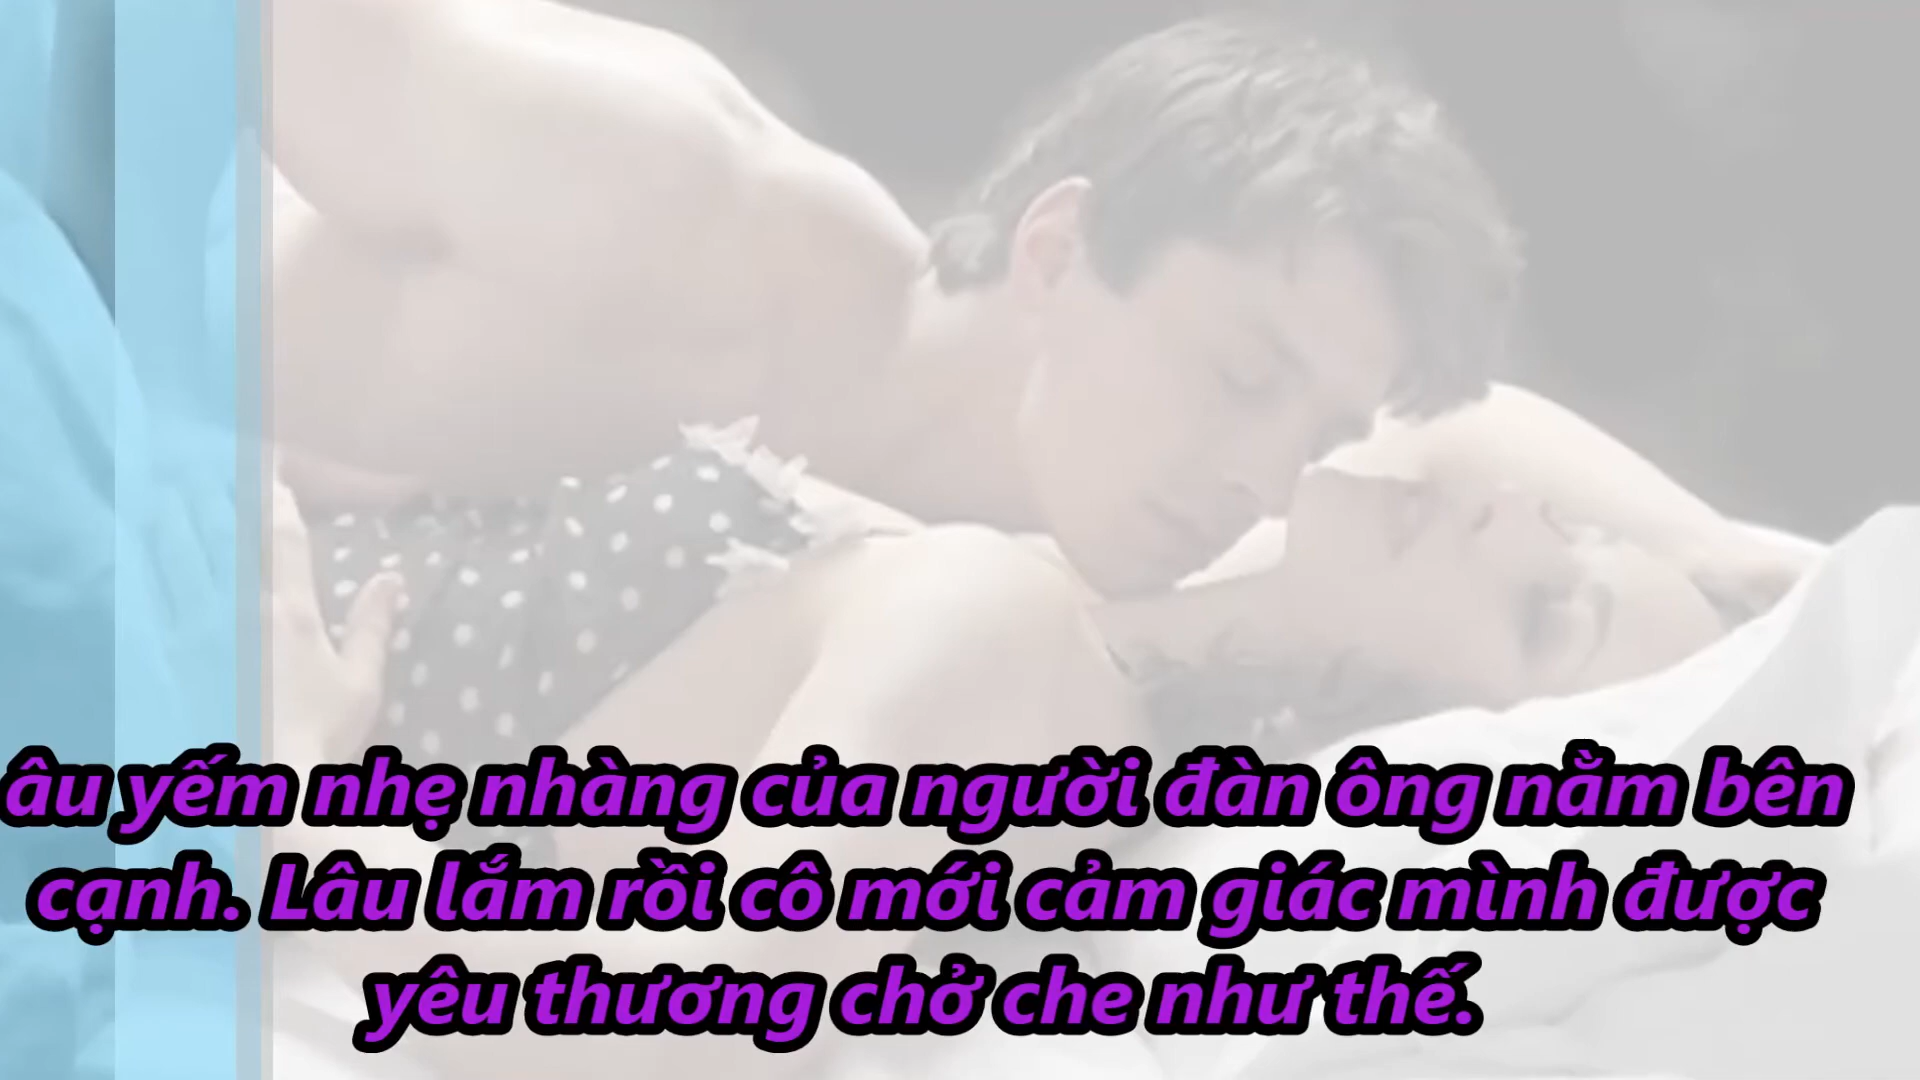 âu yếm nhẹ nhàng của người đàn ông nằm bên
cạnh. Lâu lắm rồi cô mới cảm giác mình được
yêu thương chở che như thế.